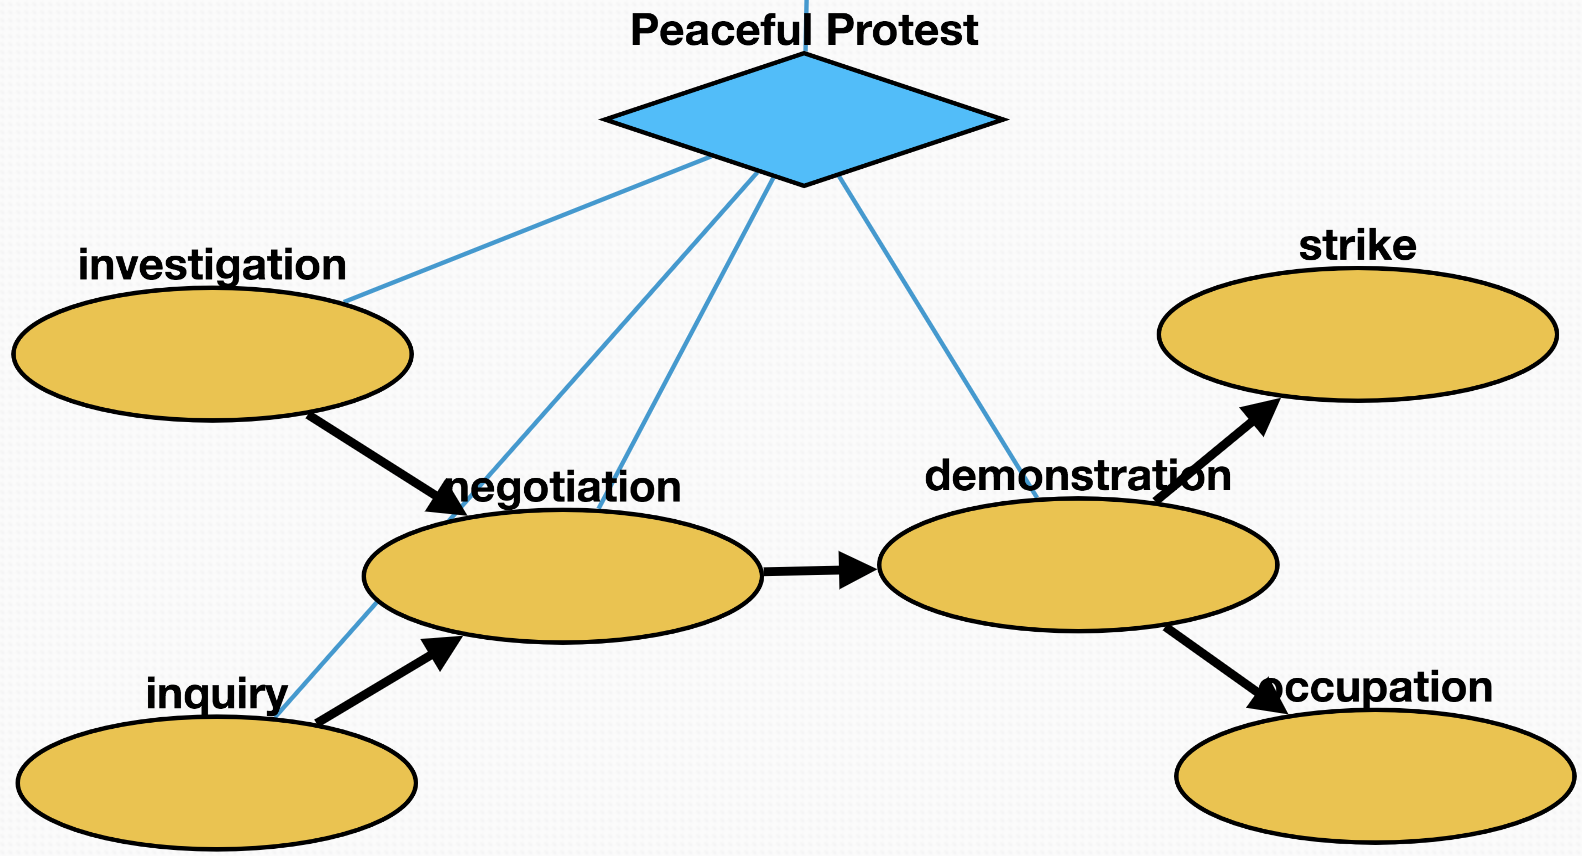 Peaceful Protest
investigation
strike
negotiation
demonstration
inquiry
occupation